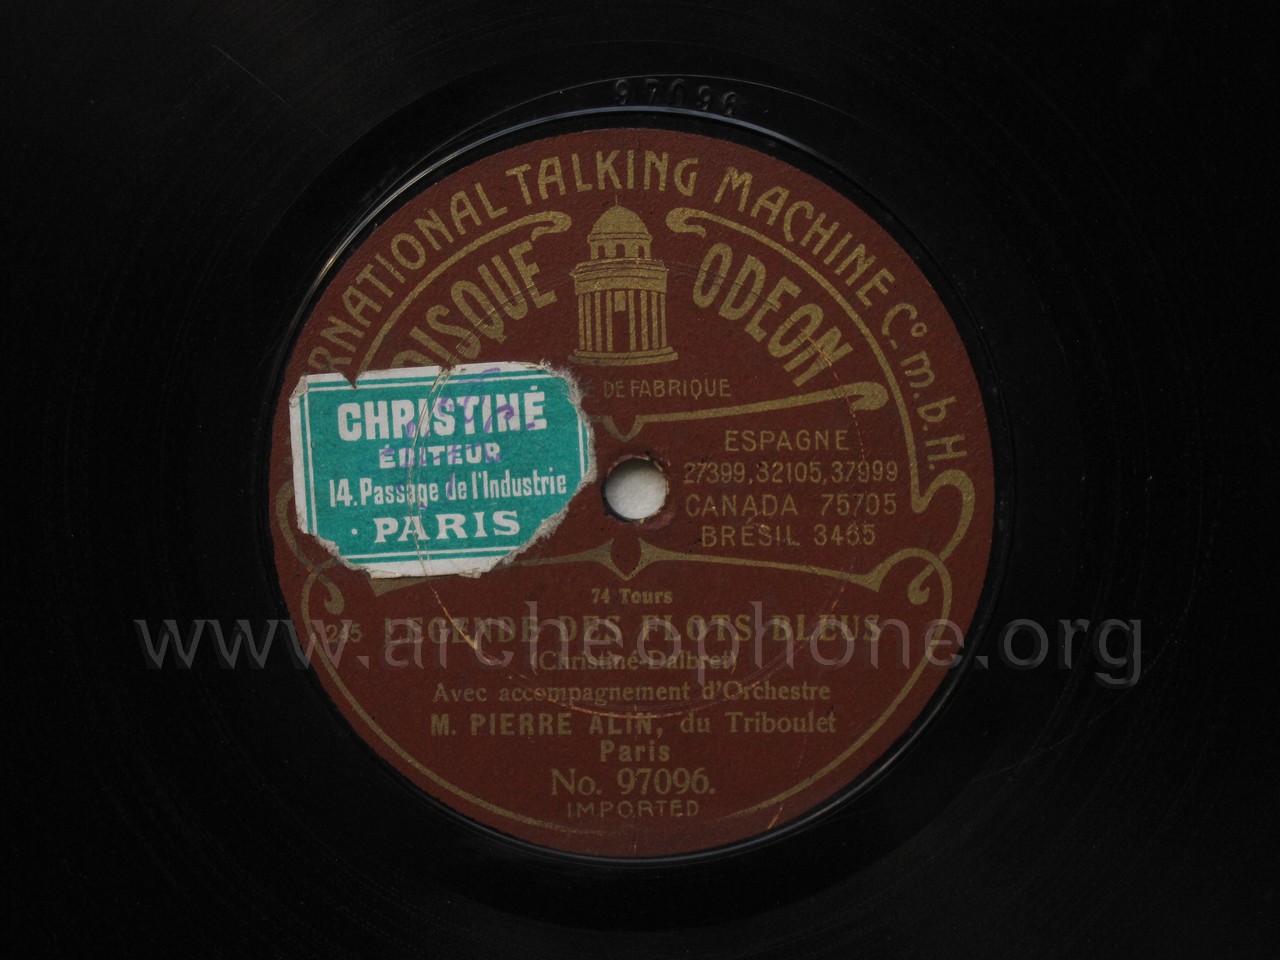 97096
TALKING MACHINE Co. m.b.H.
DISQUE ODEON
DE FABRIQUE
ESPAGNE
27399,32105,37999
CANADA 75705
BRÉSIL 3465
CHRISTINÉ
ÉDITEUR
14. Passage de l'Industrie
PARIS
74 Tours
LEGENDE DES FLOTS BLEUS
www.archeophone.org
(Christiné-Dalbret)
Avec accompagnement d'Orchestre
M. PIERRE ALIN, du Triboulet
Paris
No. 97096.
IMPORTED